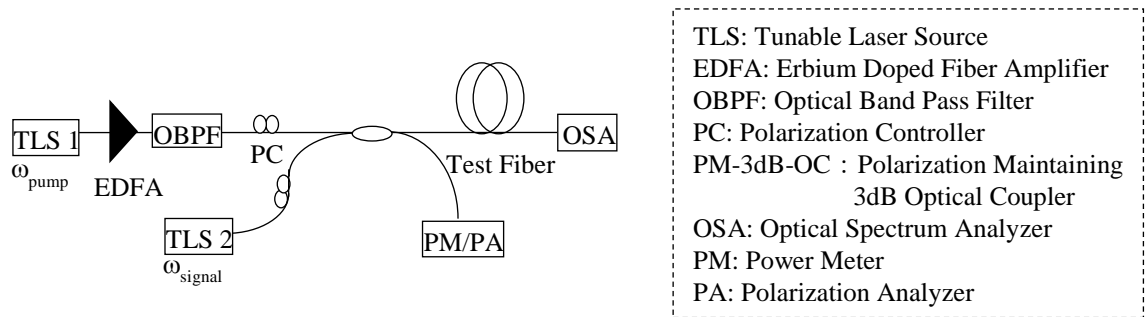 TLS 1
ω pump
EDFA
OBPF
PC
TLS 2
ω signal
PM/PA
Test Fiber
OSA
TLS: Tunable Laser Source
EDFA: Erbium Doped Fiber Amplifier
OBPF: Optical Band Pass Filter
PC: Polarization Controller
PM-3dB-OC : Polarization Maintaining
3dB Optical Coupler
OSA: Optical Spectrum Analyzer
PM: Power Meter
PA: Polarization Analyzer